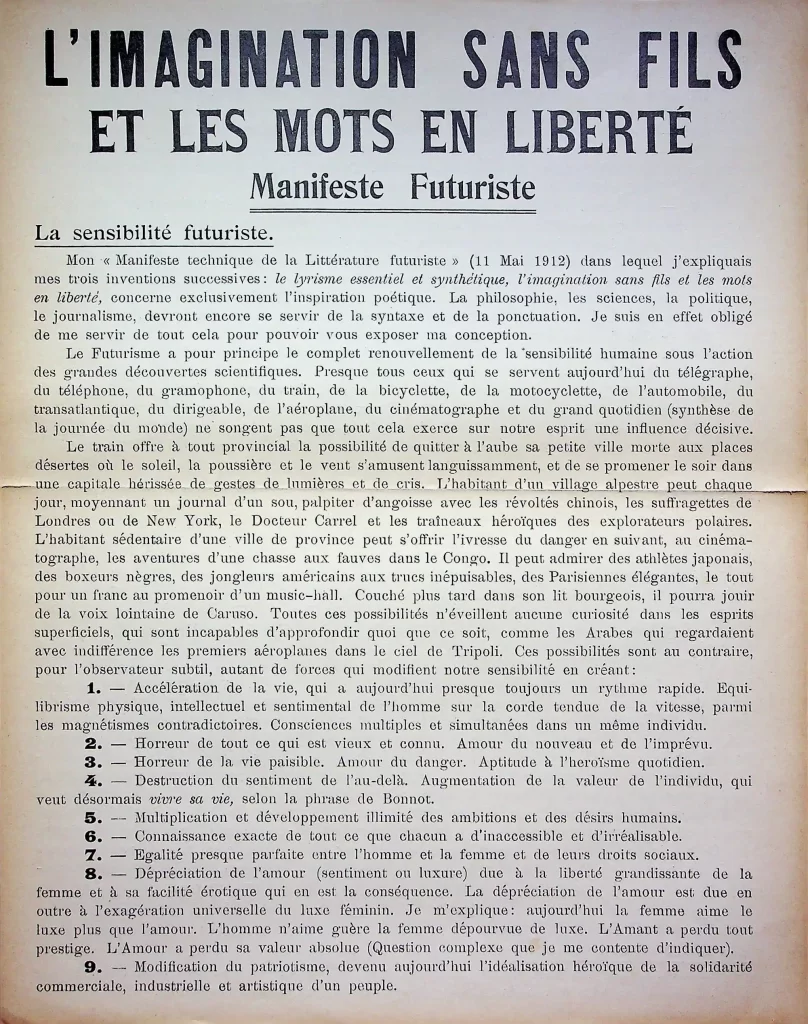 L'IMAGINATION SANS FILS
ET LES MOTS EN LIBERTÉ
Manifeste Futuriste
La sensibilité futuriste.
Mon « Manifeste technique de la Littérature futuriste » (11 Mai 1912) dans lequel j'expliquais
mes trois inventions successives : le lyrisme essentiel et synthétique, l'imagination sans fils et les mots
en liberté, concerne exclusivement l'inspiration poétique. La philosophie, les sciences, la politique,
le journalisme, devront encore se servir de la syntaxe et de la ponctuation. Je suis en effet obligé
de me servir de tout cela pour pouvoir vous exposer ma conception.
Le Futurisme a pour principe le complet renouvellement de la sensibilité humaine sous l'action
des grandes découvertes scientifiques. Presque tous ceux qui se servent aujourd'hui du télégraphe,
du téléphone, du gramophone, du train, de la bicyclette, de la motocyclette, de l'automobile, du
transatlantique, du dirigeable, de l'aéroplane, du cinématographe et du grand quotidien (synthèse de
la journée du monde) ne songent pas que tout cela exerce sur notre esprit une influence décisive.
Le train offre à tout provincial la possibilité de quitter à l'aube sa petite ville morte aux places
désertes où le soleil, la poussière et le vent s'amusent languissamment, et de se promener le soir dans
une capitale hérissée de gestes de lumières et de cris. L'habitant d'un village alpestre peut chaque
jour, moyennant un journal d'un sou, palpiter d'angoisse avec les révoltés chinois, les suffragettes de
Londres ou de New York, le Docteur Carrel et les traîneaux héroïques des explorateurs polaires.
L'habitant sédentaire d'une ville de province peut s'offrir l'ivresse du danger en suivant, au cinéma-
tographe, les aventures d'une chasse aux fauves dans le Congo. Il peut admirer des athlètes japonais,
des boxeurs nègres, des jongleurs américains aux trucs inépuisables, des Parisiennes élégantes, le tout
pour un franc au promenoir d'un music-hall. Couché plus tard dans son lit bourgeois, il pourra jouir
de la voix lointaine de Caruso. Toutes ces possibilités n'éveillent aucune curiosité dans les esprits
superficiels, qui sont incapables d'approfondir quoi que ce soit, comme les Arabes qui regardaient
avec indifférence les premiers aéroplanes dans le ciel de Tripoli. Ces possibilités sont au contraire,
pour l'observateur subtil, autant de forces qui modifient notre sensibilité en créant :
1. — Accélération de la vie, qui a aujourd'hui presque toujours un rythme rapide. Equi-
librisme physique, intellectuel et sentimental de l'homme sur la corde tendue de la vitesse, parmi
les magnétismes contradictoires. Consciences multiples et simultanées dans un même individu.
2. — Horreur de tout ce qui est vieux et connu. Amour du nouveau et de l'imprévu.
3. — Horreur de la vie paisible. Amour du danger. Aptitude à l'heroïsme quotidien.
4. — Destruction du sentiment de l'au-delà. Augmentation de la valeur de l'individu, qui
veut désormais vivre sa vie, selon la phrase de Bonnot.
5. — Multiplication et développement illimité des ambitions et des désirs humains.
6. — Connaissance exacte de tout ce que chacun a d'inaccessible et d'irréalisable.
7. — Egalité presque parfaite entre l'homme et la femme et de leurs droits sociaux.
8. — Dépréciation de l'amour (sentiment ou luxure) due à la liberté grandissante de la
femme et à sa facilité érotique qui en est la conséquence. La dépréciation de l'amour est due en
outre à l'exagération universelle du luxe féminin. Je m'explique : aujourd'hui la femme aime le
luxe plus que l'amour. L'homme n'aime guère la femme dépourvue de luxe. L'Amant a perdu tout
prestige. L'Amour a perdu sa valeur absolue (Question complexe que je me contente d'indiquer).
9. — Modification du patriotisme, devenu aujourd'hui l'idéalisation héroïque de la solidarité
commerciale, industrielle et artistique d'un peuple.